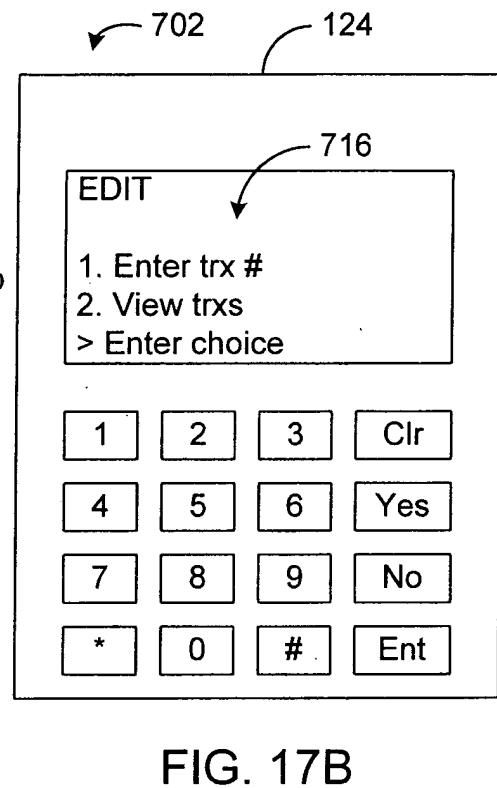 702 124
716
EDIT
1. Enter trx #
2. View trxs
> Enter choice
1 2 3 Clr
4 5 6 Yes
7 8 9 No
* 0 # Ent
FIG. 17B